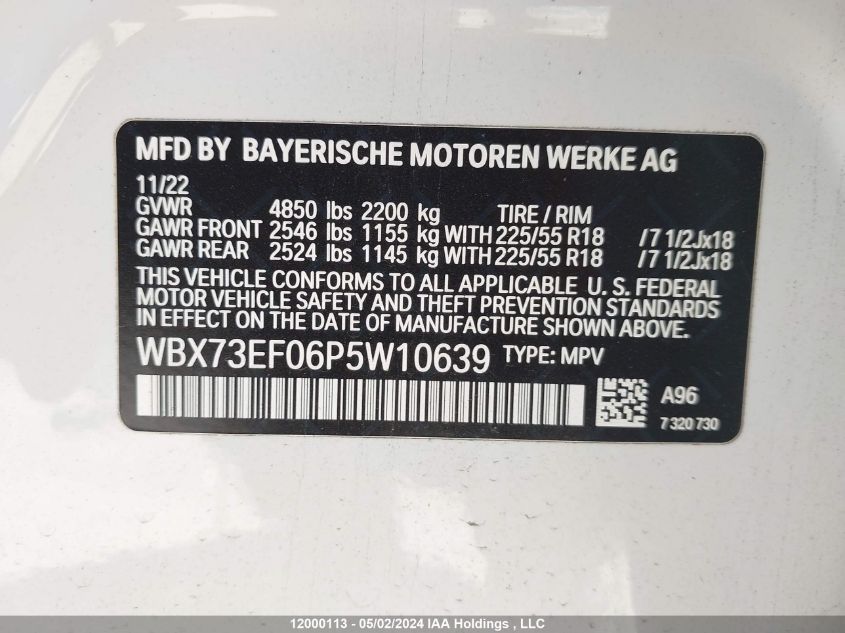 MFD BY BAYERISCHE MOTOREN WERKE AG
11/22
GVWR 4850 lbs 2200 kg TIRE / RIM
GAWR FRONT 2546 lbs 1155 kg WITH 225/55 R18 /7 1/2Jx18
GAWR REAR 2524 lbs 1145 kg WITH 225/55 R18 /7 1/2Jx18
THIS VEHICLE CONFORMS TO ALL APPLICABLE U. S. FEDERAL
MOTOR VEHICLE SAFETY AND THEFT PREVENTION STANDARDS
IN EFFECT ON THE DATE OF MANUFACTURE SHOWN ABOVE.
WBX73EF06P5W10639 TYPE: MPV
A96
7 320 730
12000113 - 05/02/2024 IAA Holdings , LLC